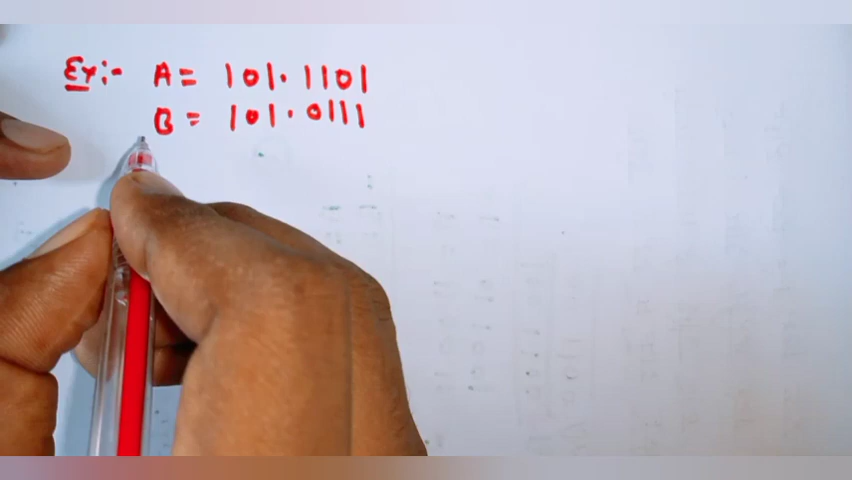 Ex:- A = 101.1101
B = 101.0111